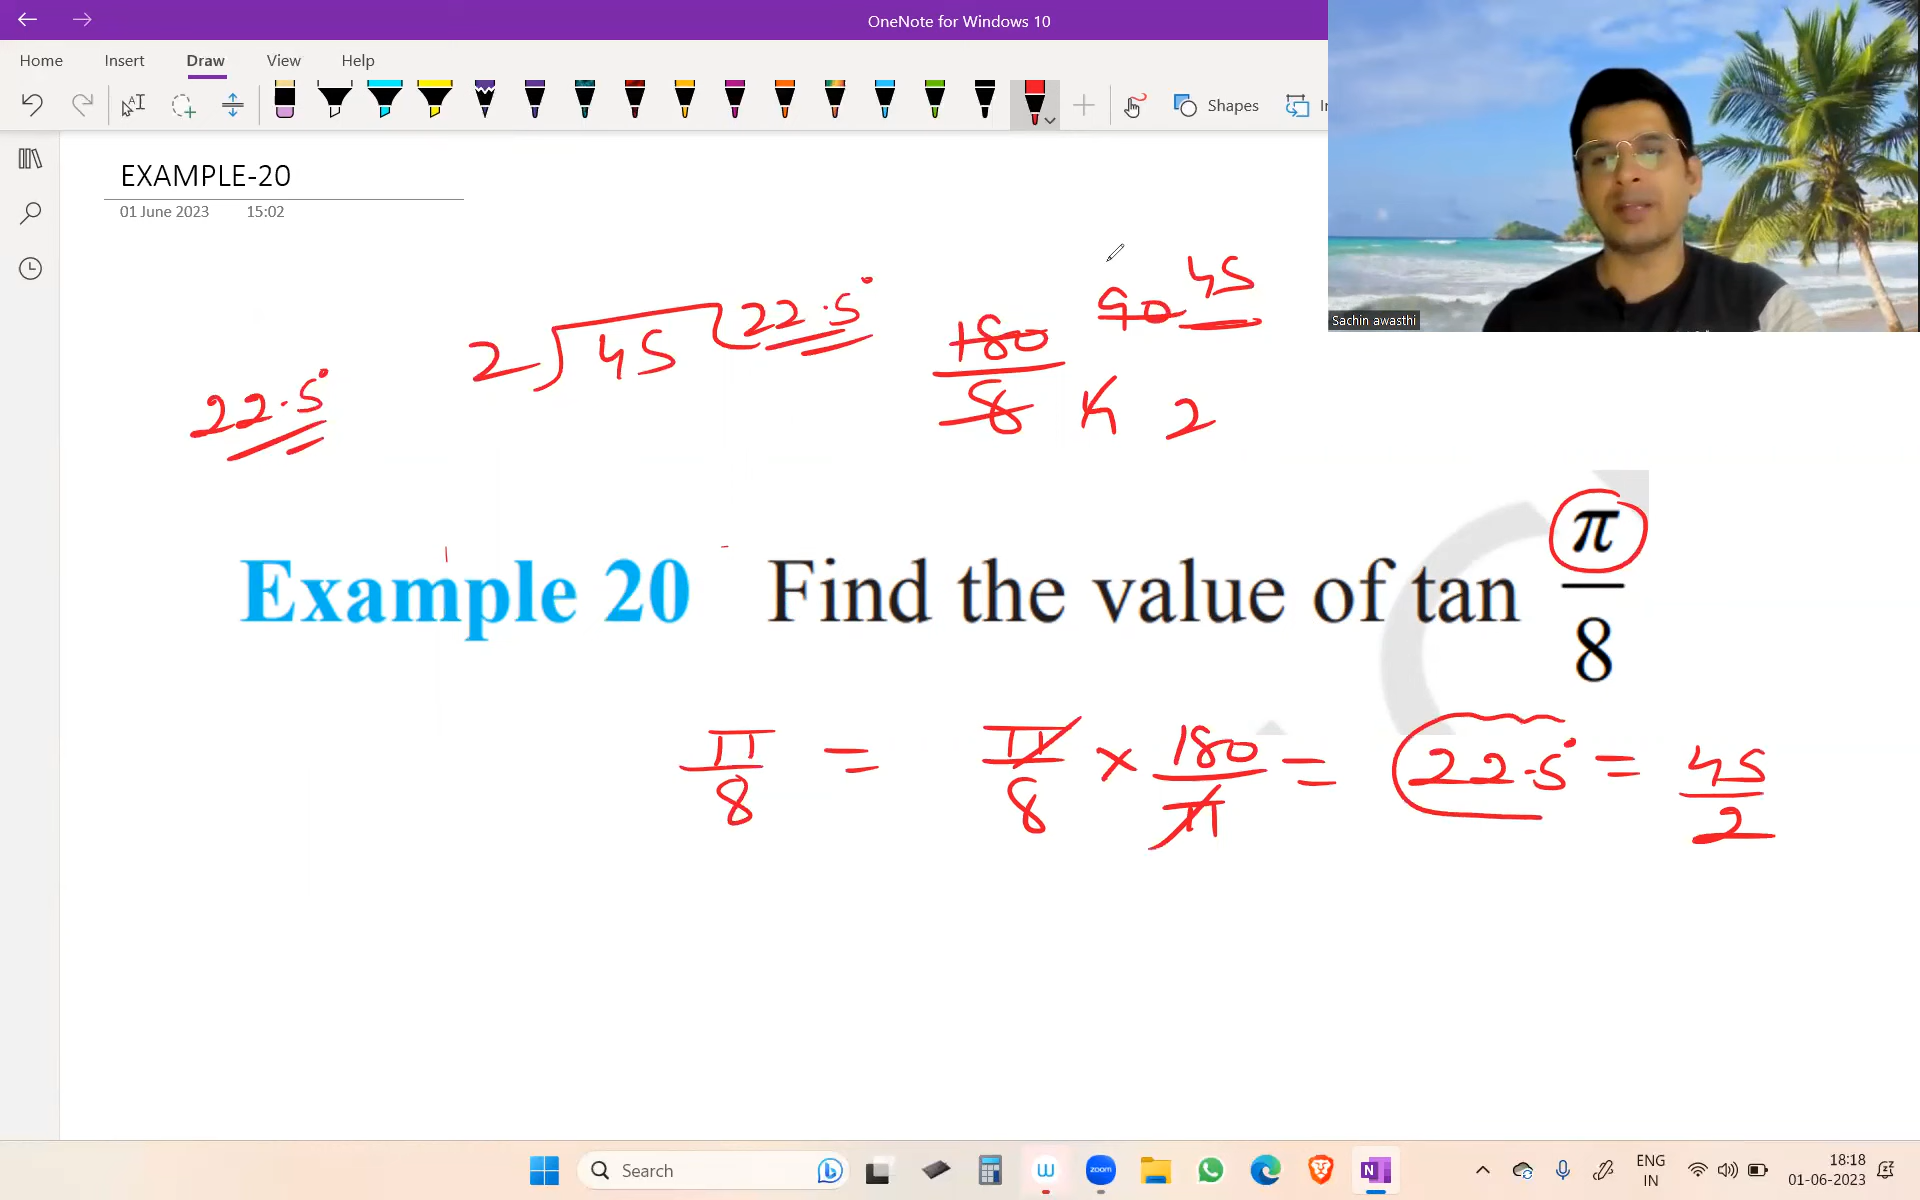 OneNote for Windows 10
Home Insert Draw View Help
Shapes
EXAMPLE-20
01 June 2023 15:02
Sachin awasthi
22.5°
2 45 22.5°
180 90 45
8 4 2
Example 20 Find the value of tan π/8
π/8 = π/8 × 180/π = 22.5° = 45/2
Search
zoom
ENG
IN
18:18
01-06-2023